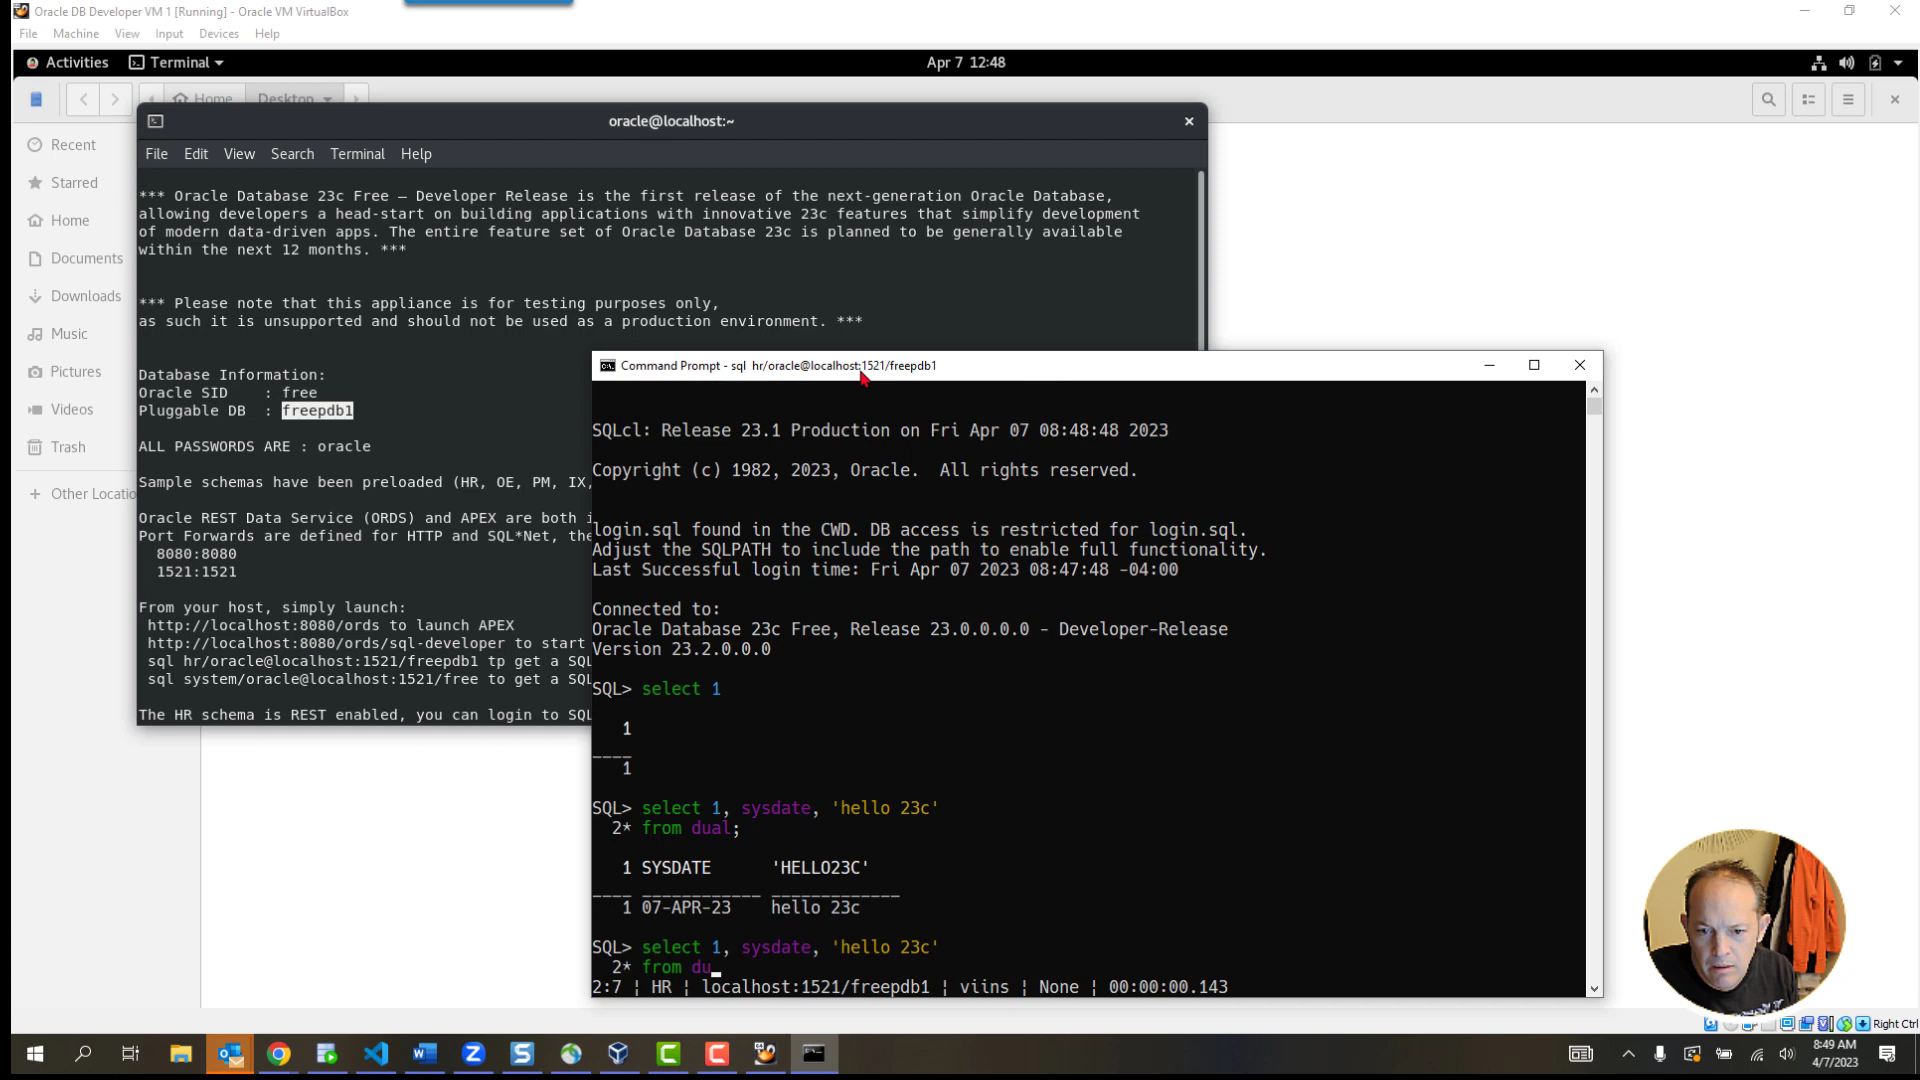 Oracle DB Developer VM 1 [Running] - Oracle VM VirtualBox
File Machine View Input Devices Help
Activities Terminal Apr 7 12:48
Home Desktop
Recent
Starred
Home
Documents
Downloads
Music
Pictures
Videos
Trash
Other Locatio
oracle@localhost:~
File Edit View Search Terminal Help
*** Oracle Database 23c Free – Developer Release is the first release of the next-generation Oracle Database,
allowing developers a head-start on building applications with innovative 23c features that simplify development
of modern data-driven apps. The entire feature set of Oracle Database 23c is planned to be generally available
within the next 12 months. ***
*** Please note that this appliance is for testing purposes only,
as such it is unsupported and should not be used as a production environment. ***
Database Information:
Oracle SID : free
Pluggable DB : freepdb1
ALL PASSWORDS ARE : oracle
Sample schemas have been preloaded (HR, OE, PM, IX,
Oracle REST Data Service (ORDS) and APEX are both i
Port Forwards are defined for HTTP and SQL*Net, the
8080:8080
1521:1521
From your host, simply launch:
http://localhost:8080/ords to launch APEX
http://localhost:8080/ords/sql-developer to start
sql hr/oracle@localhost:1521/freepdb1 tp get a SQL
sql system/oracle@localhost:1521/free to get a SQL
The HR schema is REST enabled, you can login to SQL
Command Prompt - sql hr/oracle@localhost:1521/freepdb1
SQLcl: Release 23.1 Production on Fri Apr 07 08:48:48 2023
Copyright (c) 1982, 2023, Oracle. All rights reserved.
login.sql found in the CWD. DB access is restricted for login.sql.
Adjust the SQLPATH to include the path to enable full functionality.
Last Successful login time: Fri Apr 07 2023 08:47:48 -04:00
Connected to:
Oracle Database 23c Free, Release 23.0.0.0.0 - Developer-Release
Version 23.2.0.0.0
SQL> select 1
1
____
1
SQL> select 1, sysdate, 'hello 23c'
2* from dual;
1 SYSDATE 'HELLO23C'
____ ____________ _____________
1 07-APR-23 hello 23c
SQL> select 1, sysdate, 'hello 23c'
2* from du_
2:7 ¦ HR ¦ localhost:1521/freepdb1 ¦ viins ¦ None ¦ 00:00:00.143
Right Ctrl
8:49 AM
4/7/2023